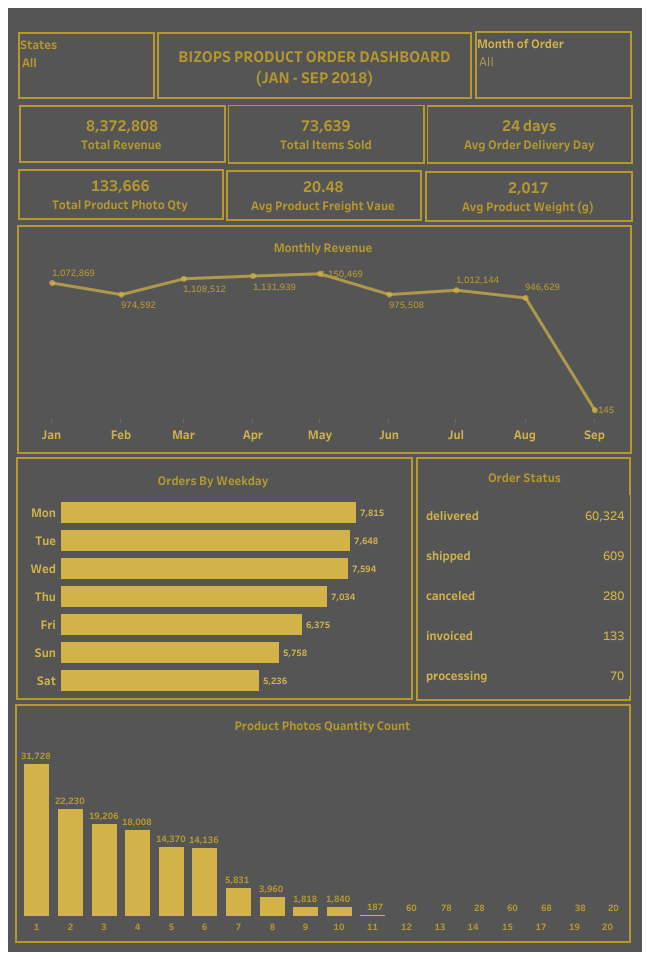 States
All
BIZOPS PRODUCT ORDER DASHBOARD
(JAN - SEP 2018)
Month of Order
All
8,372,808
Total Revenue
73,639
Total Items Sold
24 days
Avg Order Delivery Day
133,666
Total Product Photo Qty
20.48
Avg Product Freight Vaue
2,017
Avg Product Weight (g)
Monthly Revenue
1,072,869
974,592
1,108,512
1,131,939
150,469
975,508
1,012,144
946,629
145
Jan Feb Mar Apr May Jun Jul Aug Sep
Orders By Weekday
Mon 7,815
Tue 7,648
Wed 7,594
Thu 7,034
Fri 6,375
Sun 5,758
Sat 5,236
Order Status
delivered 60,324
shipped 609
canceled 280
invoiced 133
processing 70
Product Photos Quantity Count
31,728 22,230 19,206 18,008 14,370 14,136 5,831 3,960 1,818 1,840 187 60 78 28 60 68 38 20
1 2 3 4 5 6 7 8 9 10 11 12 13 14 15 17 19 20